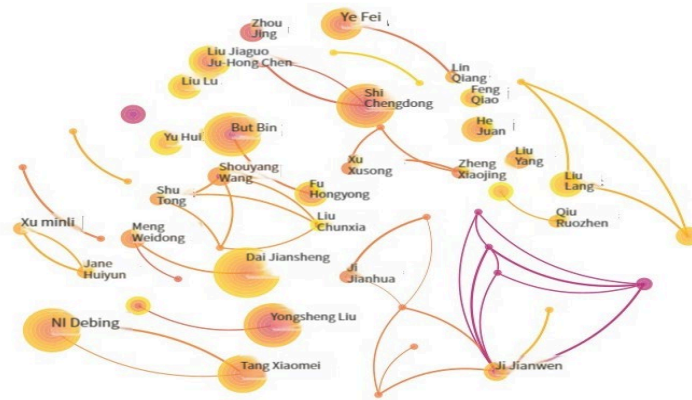 Zhou
Jing
Ye Fei
Liu Jiaguo
Ju-Hong Chen
Lin
Qiang
Liu Lu
Shi
Chengdong
Feng
Qiao
He
Juan
Yu Hui
But Bin
Liu
Yang
Xu
Xusong
Zheng
Xiaojing
Shouyang
Wang
Fu
Hongyong
Liu
Lang
Shu
Tong
Liu
Chunxia
Qiu
Ruozhen
Xu minli
Meng
Weidong
Dai Jiansheng
Jane
Huiyun
Ji
Jianhua
NI Debing
Yongsheng Liu
Tang Xiaomei
Ji Jianwen